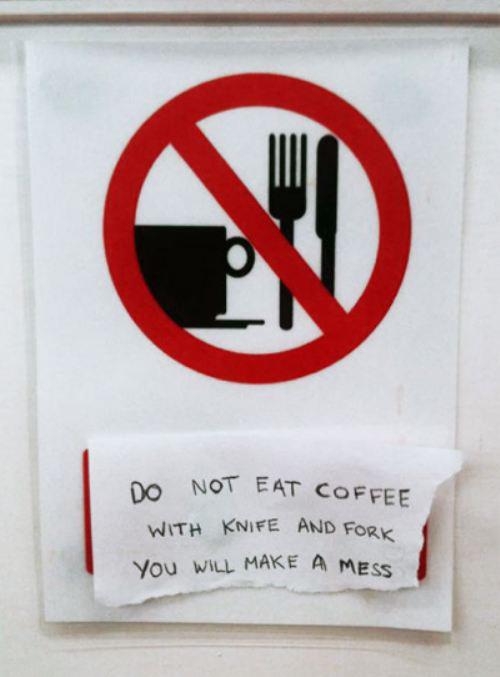 DO NOT EAT COFFEE
WITH KNIFE AND FORK
YOU WILL MAKE A MESS